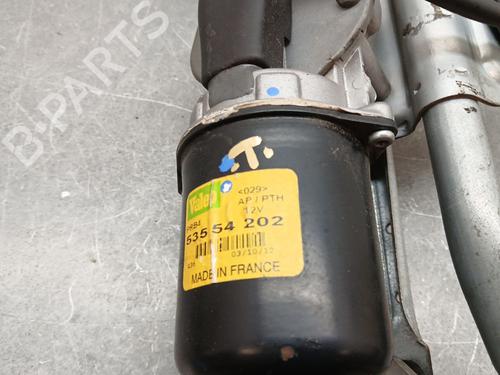 B-PARTS
.T.
Valeo
<029>
AP / PTH
12V
535 54 202
03/10/12
MADE IN FRANCE